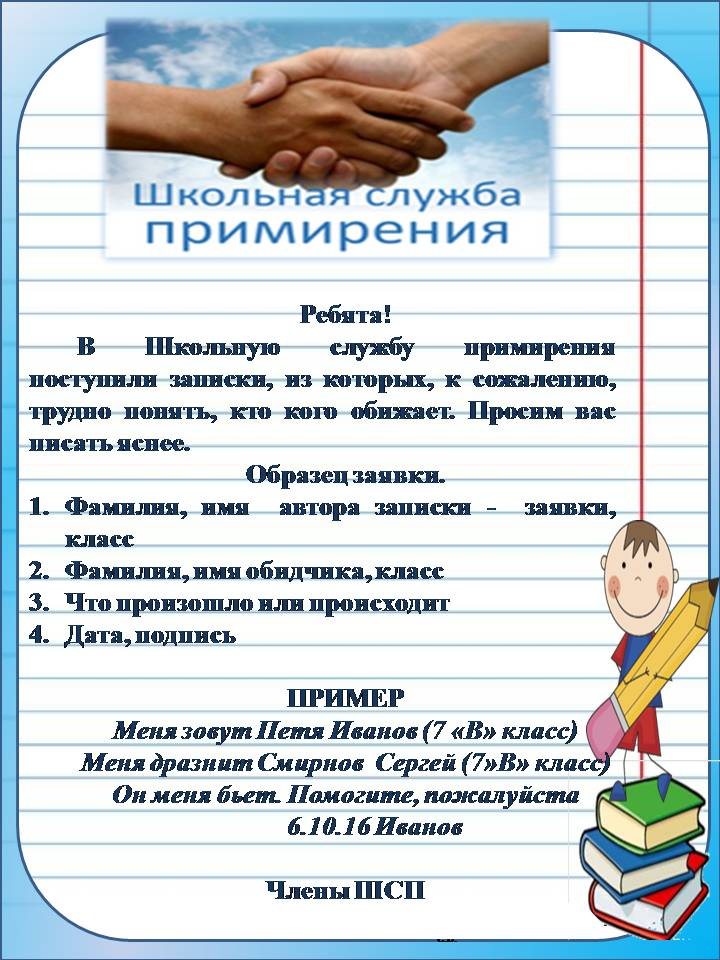 Школьная служба
примирения
Ребята!
В Школьную службу примирения
поступили записки, из которых, к сожалению,
трудно понять, кто кого обижает. Просим вас
писать яснее.
Образец заявки.
1. Фамилия, имя автора записки - заявки,
класс
2. Фамилия, имя обидчика, класс
3. Что произошло или происходит
4. Дата, подпись
ПРИМЕР
Меня зовут Петя Иванов (7 «В» класс)
Меня дразнит Смирнов Сергей (7»В» класс)
Он меня бьет. Помогите, пожалуйста
6.10.16 Иванов
Члены ШСП